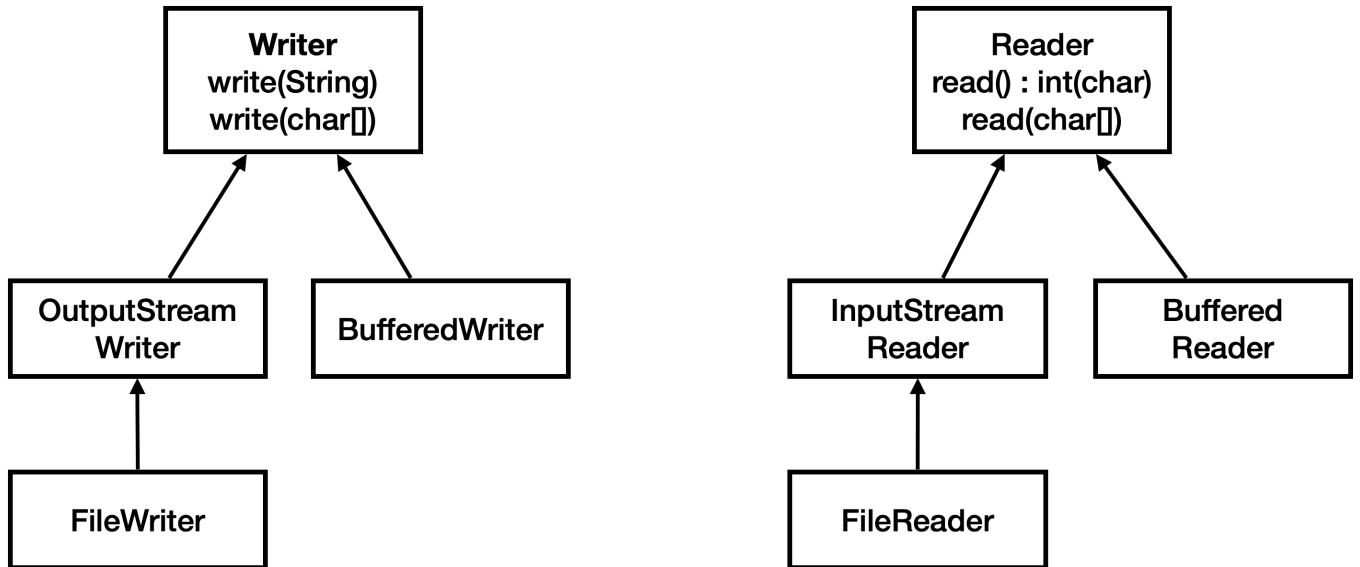 Writer
write(String)
write(char[])
OutputStream
Writer
BufferedWriter
FileWriter
Reader
read() : int(char)
read(char[])
InputStream
Reader
Buffered
Reader
FileReader